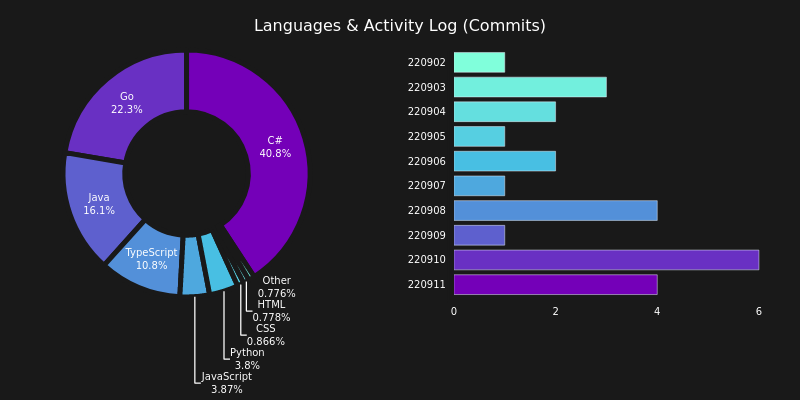 Languages & Activity Log (Commits)
Go
22.3%
C#
40.8%
Java
16.1%
TypeScript
10.8%
Other
0.776%
HTML
0.778%
CSS
0.866%
Python
3.8%
JavaScript
3.87%
220902
220903
220904
220905
220906
220907
220908
220909
220910
220911
0 2 4 6